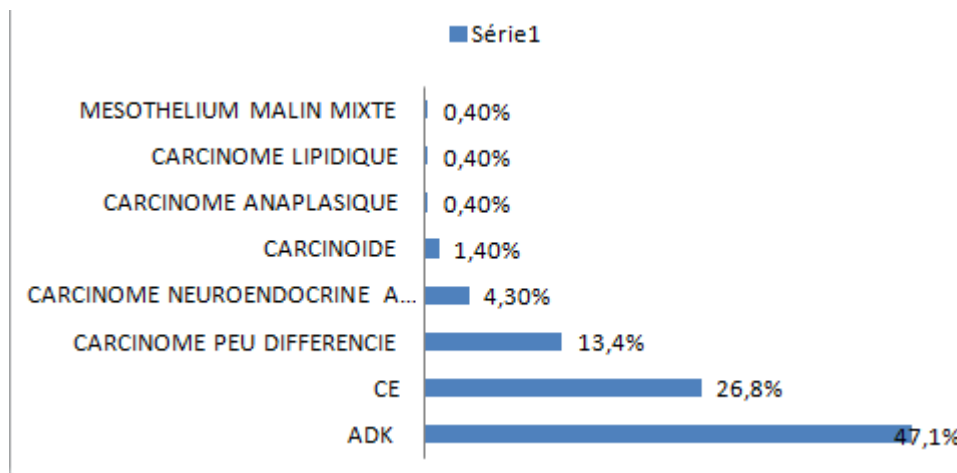 Série1
MESOTHELIUM MALIN MIXTE 0,40%
CARCINOME LIPIDIQUE 0,40%
CARCINOME ANAPLASIQUE 0,40%
CARCINOIDE 1,40%
CARCINOME NEUROENDOCRINE A... 4,30%
CARCINOME PEU DIFFERENCIE 13,4%
CE 26,8%
ADK 47,1%